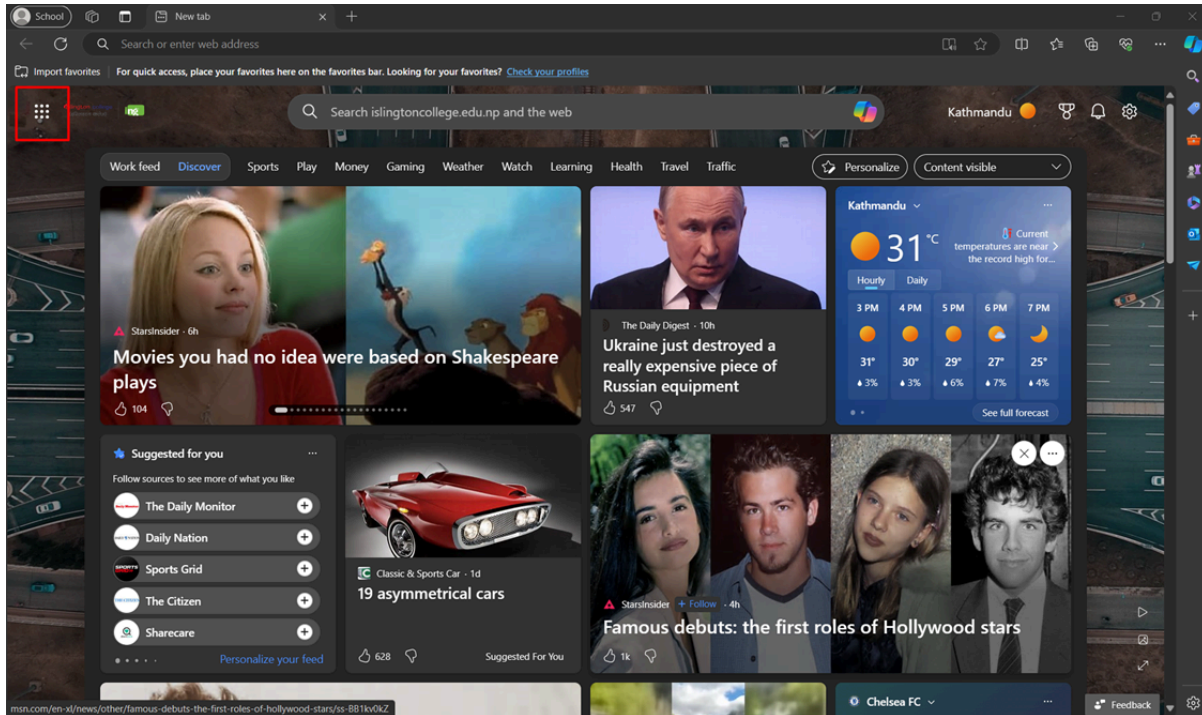 School
New tab
Search or enter web address
Import favorites
For quick access, place your favorites here on the favorites bar. Looking for your favorites? Check your profiles
ng
Search islingtoncollege.edu.np and the web
Kathmandu
Work feed Discover Sports Play Money Gaming Weather Watch Learning Health Travel Traffic
Personalize
Content visible
StarsInsider · 6h
Movies you had no idea were based on Shakespeare
plays
104
The Daily Digest · 10h
Ukraine just destroyed a
really expensive piece of
Russian equipment
547
Kathmandu
31 °C
Current
temperatures are near
the record high for...
Hourly Daily
3 PM 4 PM 5 PM 6 PM 7 PM
31° 30° 29° 27° 25°
3% 3% 6% 7% 4%
See full forecast
Suggested for you
Follow sources to see more of what you like
The Daily Monitor
Daily Nation
Sports Grid
The Citizen
Sharecare
Personalize your feed
Classic & Sports Car · 1d
19 asymmetrical cars
628
Suggested For You
StarsInsider + Follow · 4h
Famous debuts: the first roles of Hollywood stars
1k
Chelsea FC
Feedback
msn.com/en-xl/news/other/famous-debuts-the-first-roles-of-hollywood-stars/ss-BB1kv0kZ